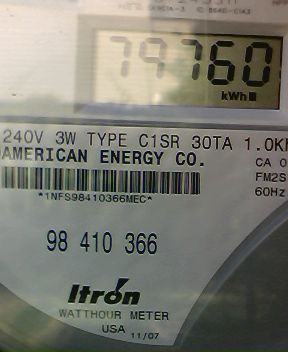 79760
kWh
240V 3W TYPE C1SR 30TA 1.0K
AMERICAN ENERGY CO.
CA 0
FM2S
60Hz
*1NFS98410366MEC*
98 410 366
Itron
WATTHOUR METER
USA 11/07